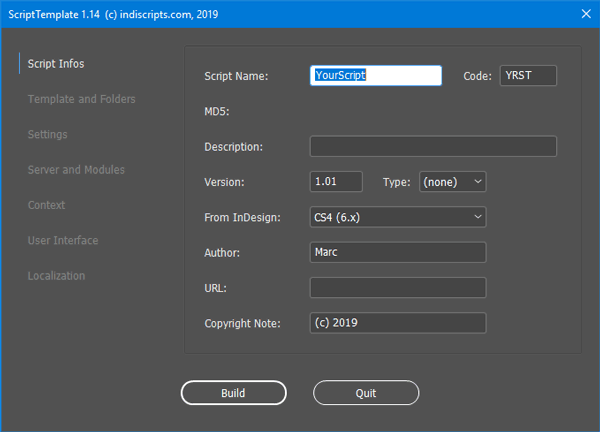 ScriptTemplate 1.14 (c) indiscripts.com, 2019
Script Infos
Template and Folders
Settings
Server and Modules
Context
User Interface
Localization
Script Name: YourScript Code: YRST
MD5:
Description:
Version: 1.01 Type: (none)
From InDesign: CS4 (6.x)
Author: Marc
URL:
Copyright Note: (c) 2019
Build Quit